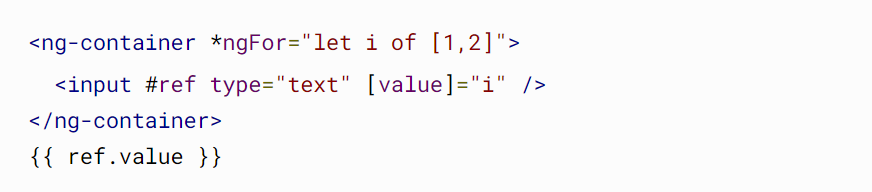 <ng-container *ngFor="let i of [1,2]">
<input #ref type="text" [value]="i" />
</ng-container>
{{ ref.value }}